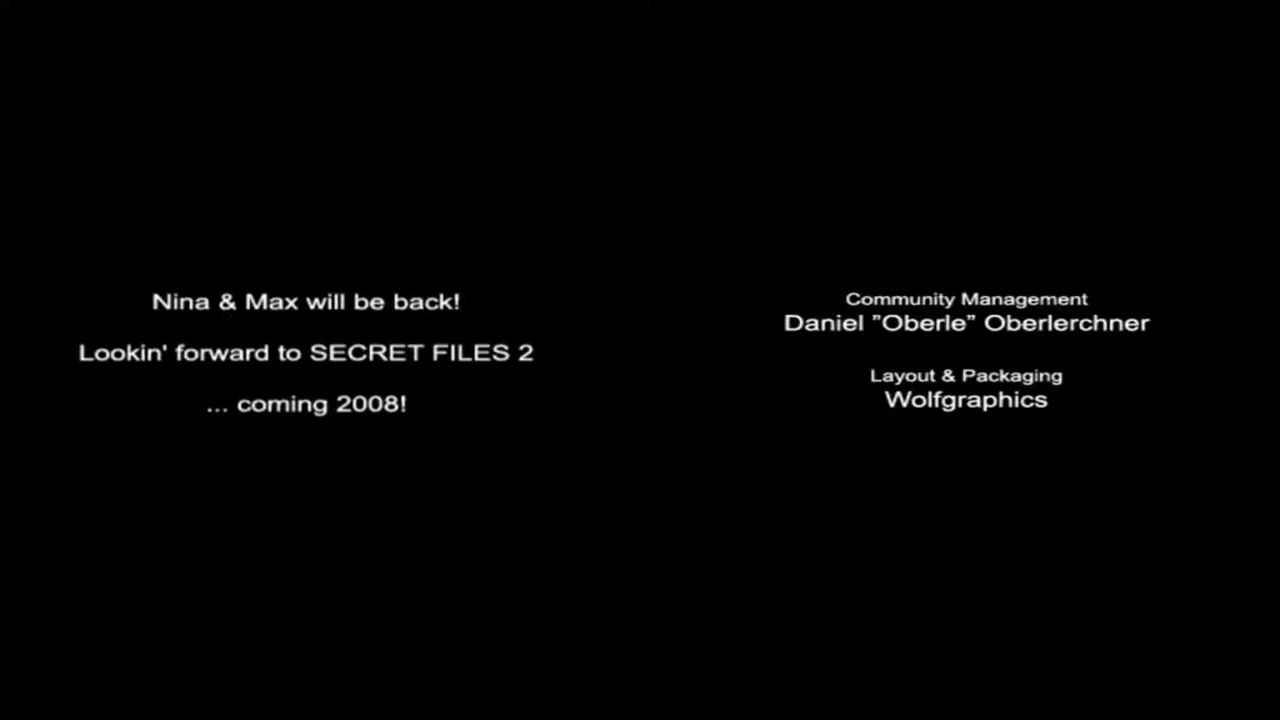 Nina & Max will be back!
Lookin' forward to SECRET FILES 2
... coming 2008!
Community Management
Daniel ”Oberle” Oberlerchner
Layout & Packaging
Wolfgraphics